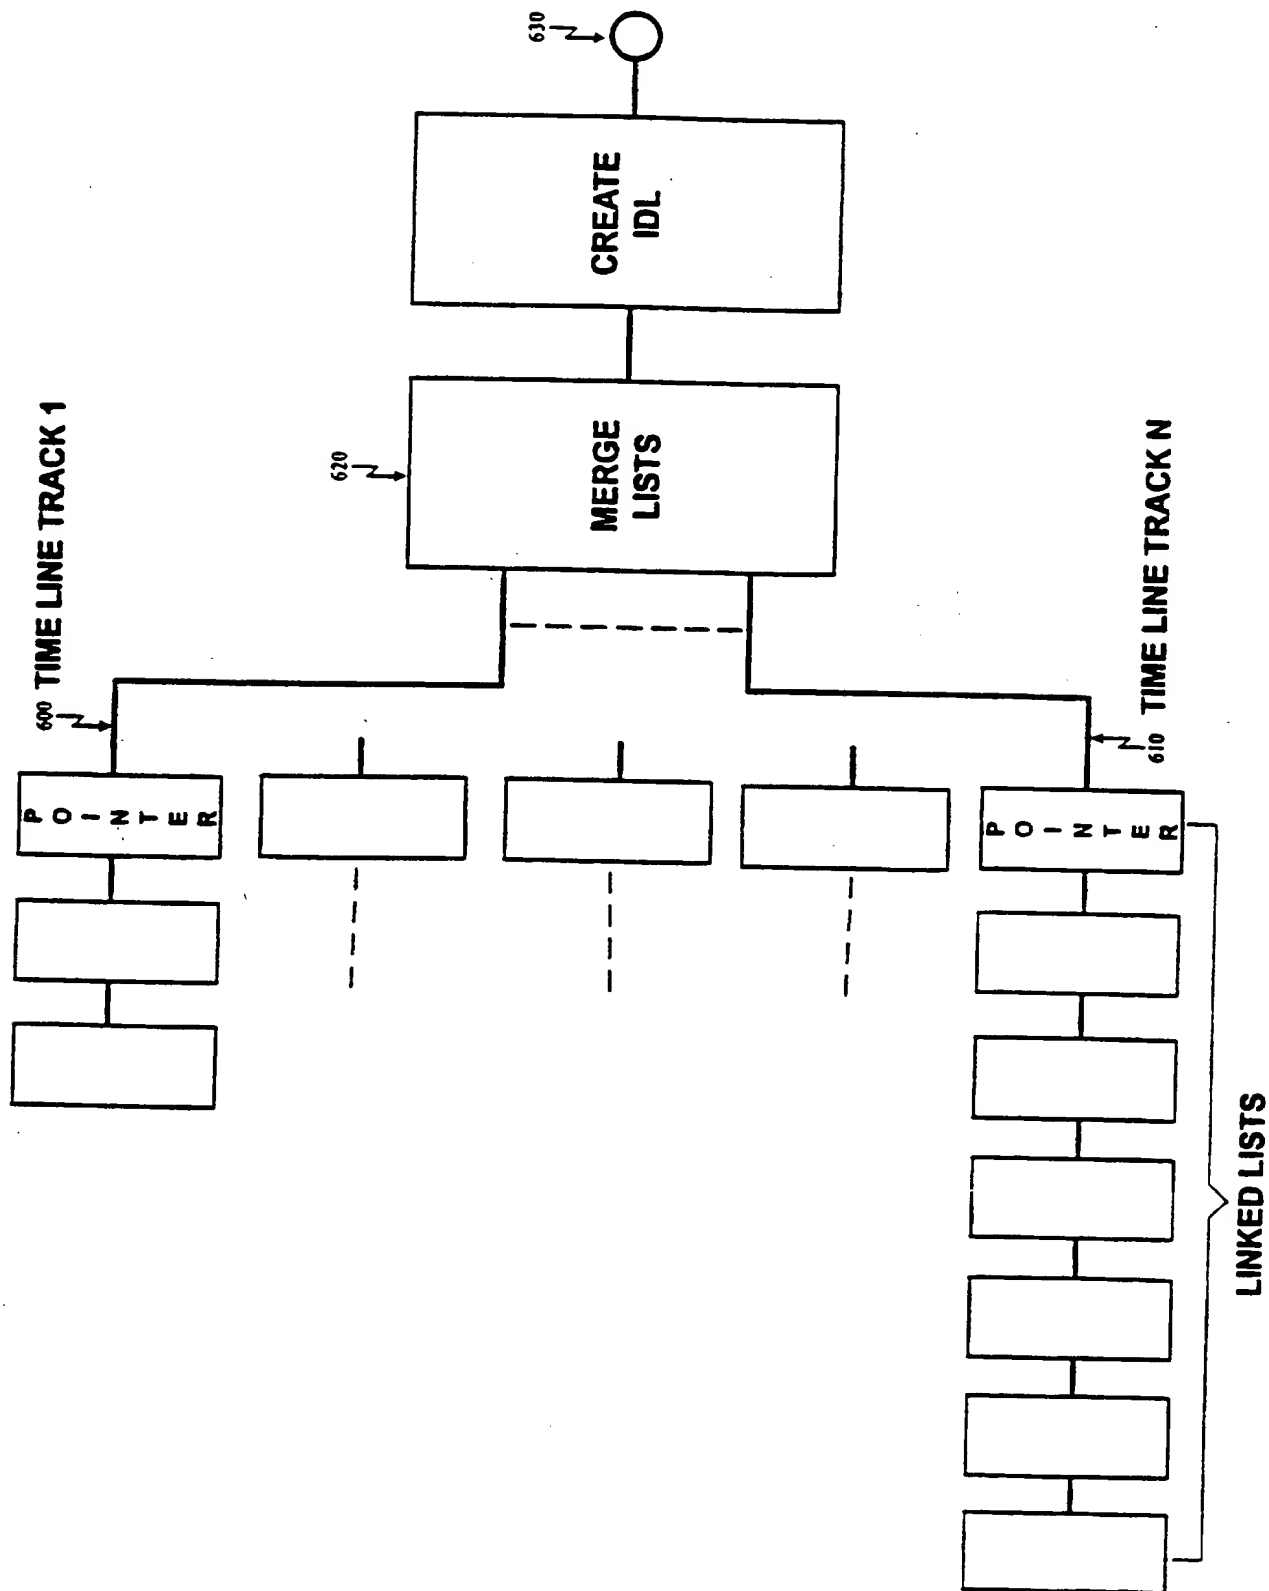 600 TIME LINE TRACK 1
POINTER
620
MERGE
LISTS
CREATE
IDL
630
POINTER
610 TIME LINE TRACK N
LINKED LISTS